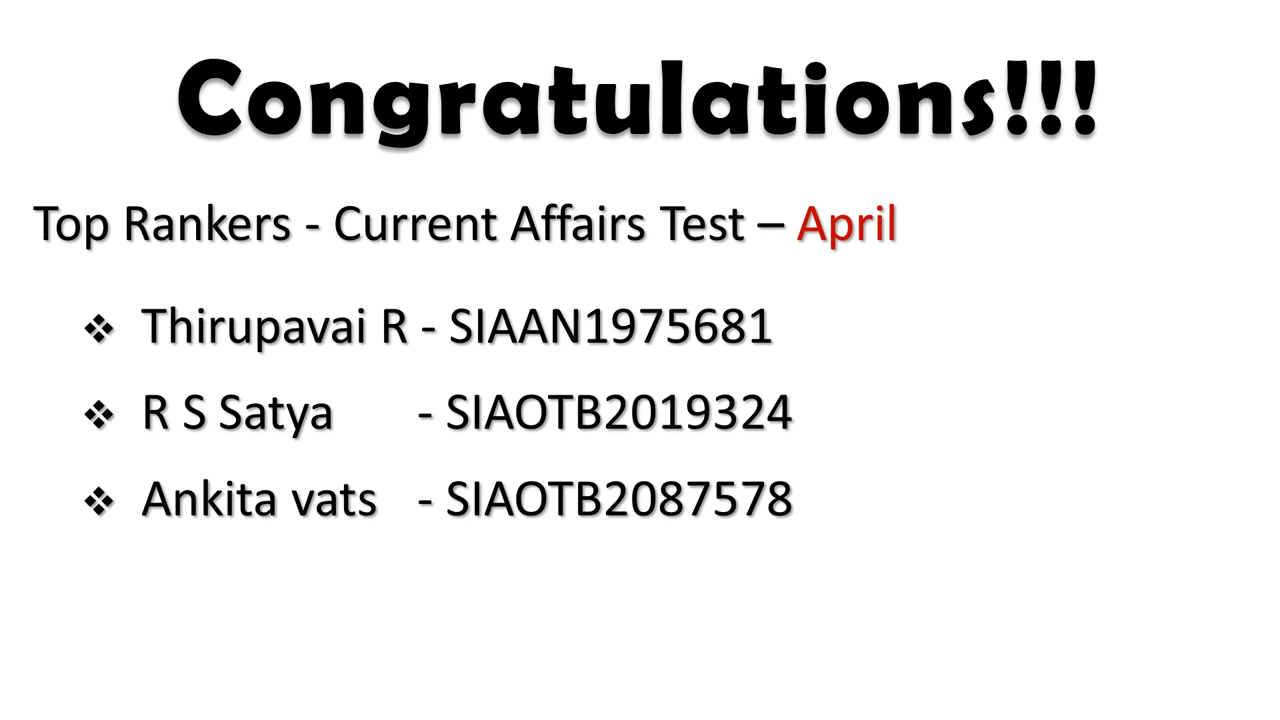 Congratulations!!!
Top Rankers - Current Affairs Test – April
❖ Thirupavai R - SIAAN1975681
❖ R S Satya - SIAOTB2019324
❖ Ankita vats - SIAOTB2087578